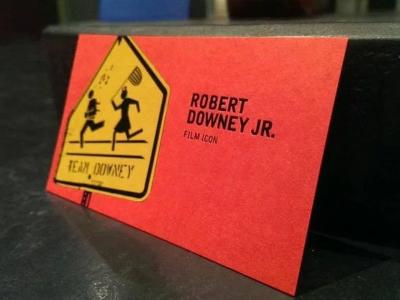 ROBERT
DOWNEY JR.
FILM ICON
TEAM DOWNEY